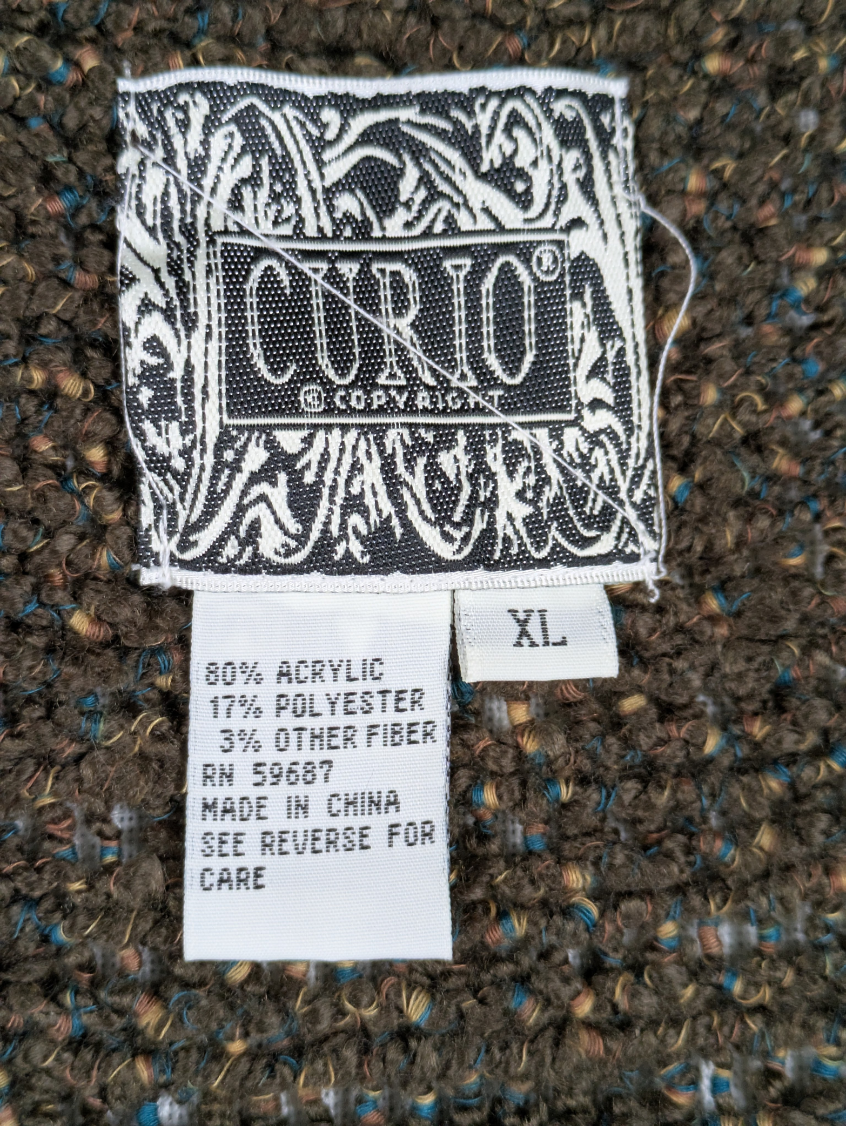 CURIO®
© COPYRIGHT
XL
80% ACRYLIC
17% POLYESTER
3% OTHER FIBER
RN 59687
MADE IN CHINA
SEE REVERSE FOR
CARE